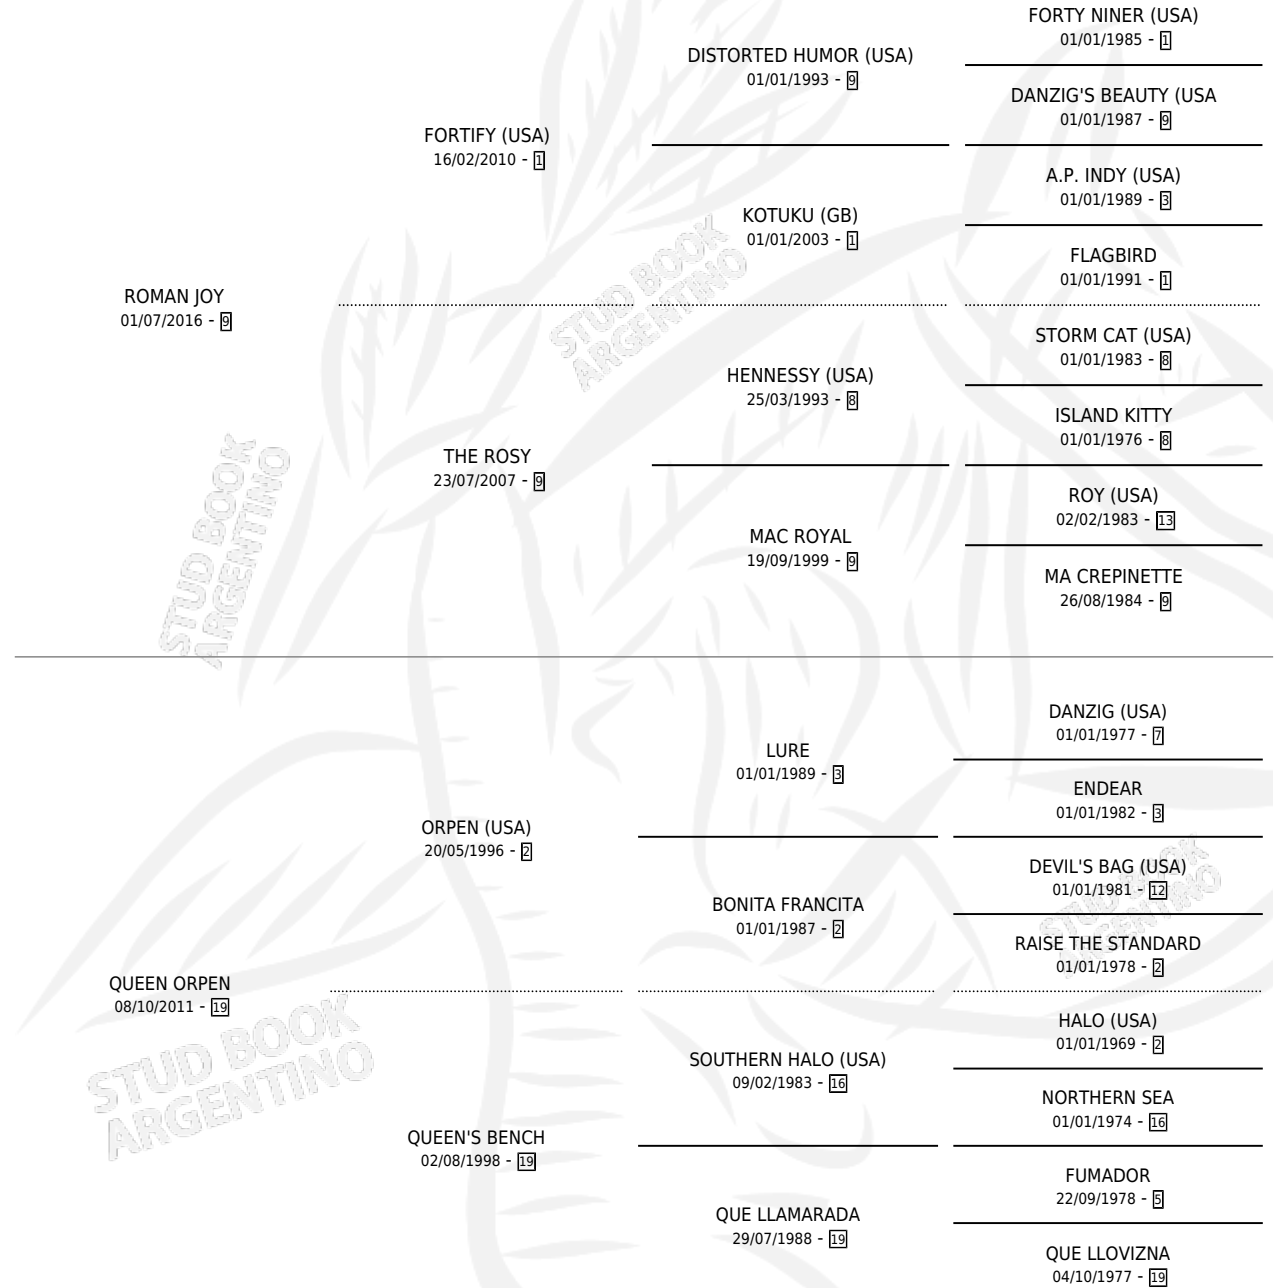 FORTY NINER (USA)
01/01/1985 - 1
DISTORTED HUMOR (USA)
01/01/1993 - 9
DANZIG'S BEAUTY (USA
01/01/1987 - 9
FORTIFY (USA)
16/02/2010 - 1
A.P. INDY (USA)
01/01/1989 - 3
KOTUKU (GB)
01/01/2003 - 1
FLAGBIRD
01/01/1991 - 1
ROMAN JOY
01/07/2016 - 9
STUD BOOK
ARGENTINO
STORM CAT (USA)
01/01/1983 - 8
HENNESSY (USA)
25/03/1993 - 8
ISLAND KITTY
01/01/1976 - 8
THE ROSY
23/07/2007 - 9
ROY (USA)
02/02/1983 - 13
MAC ROYAL
19/09/1999 - 9
MA CREPINETTE
26/08/1984 - 9
STUD BOOK
ARGENTINO
DANZIG (USA)
01/01/1977 - 7
LURE
01/01/1989 - 3
ENDEAR
01/01/1982 - 3
ORPEN (USA)
20/05/1996 - 2
DEVIL'S BAG (USA)
01/01/1981 - 12
BONITA FRANCITA
01/01/1987 - 2
STUD BOOK
ARGENTINO
RAISE THE STANDARD
01/01/1978 - 2
QUEEN ORPEN
08/10/2011 - 19
HALO (USA)
01/01/1969 - 2
SOUTHERN HALO (USA)
09/02/1983 - 16
STUD BOOK
ARGENTINO
NORTHERN SEA
01/01/1974 - 16
QUEEN'S BENCH
02/08/1998 - 19
FUMADOR
22/09/1978 - 5
QUE LLAMARADA
29/07/1988 - 19
QUE LLOVIZNA
04/10/1977 - 19